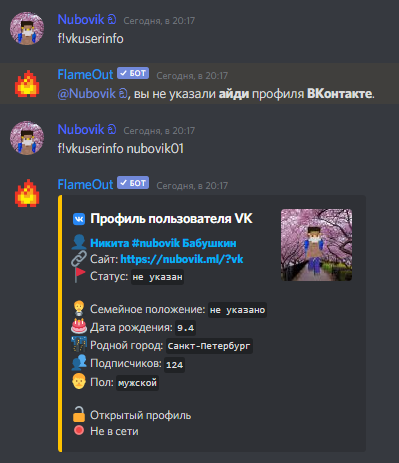 Nubovik Сегодня, в 20:17
f!vkuserinfo
FlameOut БОТ Сегодня, в 20:17
@Nubovik, вы не указали айди профиля ВКонтакте.
Nubovik Сегодня, в 20:17
f!vkuserinfo nubovik01
FlameOut БОТ Сегодня, в 20:17
Профиль пользователя VK
Никита #nubovik Бабушкин
Сайт: https://nubovik.ml/?vk
Статус: не указан
Семейное положение: не указано
Дата рождения: 9.4
Родной город: Санкт-Петербург
Подписчиков: 124
Пол: мужской
Открытый профиль
Не в сети